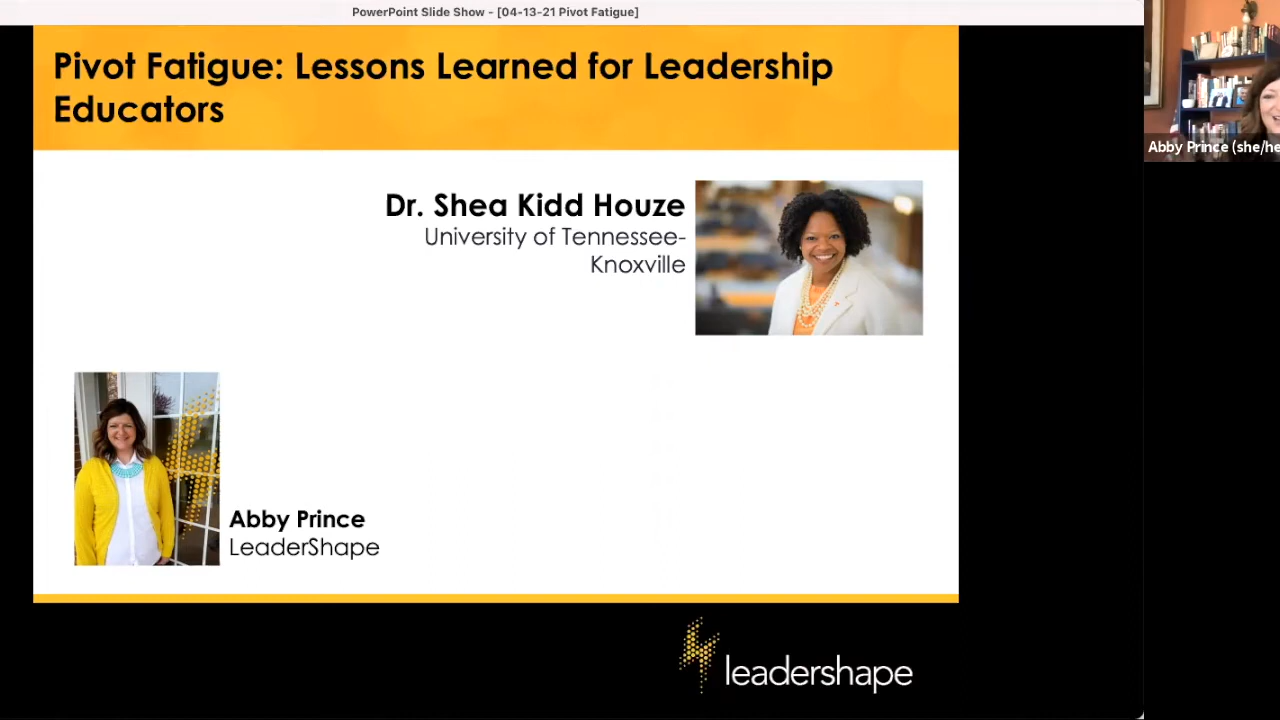 PowerPoint Slide Show - [04-13-21 Pivot Fatigue]
Pivot Fatigue: Lessons Learned for Leadership
Educators
Dr. Shea Kidd Houze
University of Tennessee-
Knoxville
Abby Prince
LeaderShape
leadershape
Abby Prince (she/he